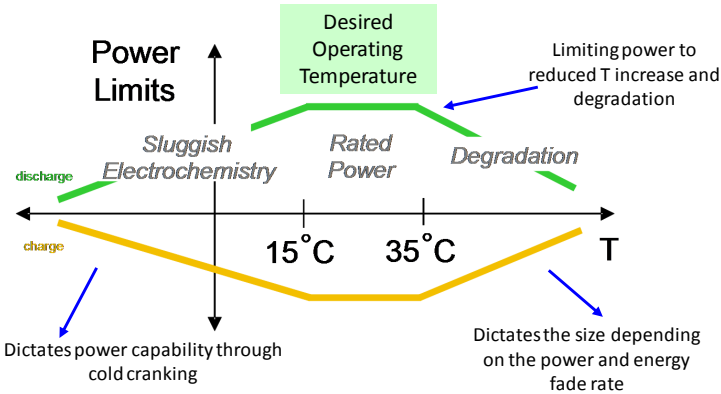 Desired
Operating
Temperature
Power
Limits
Limiting power to
reduced T increase and
degradation
Sluggish
Electrochemistry
Rated
Power
Degradation
discharge
charge
15°C
35°C
T
Dictates power capability through
cold cranking
Dictates the size depending
on the power and energy
fade rate